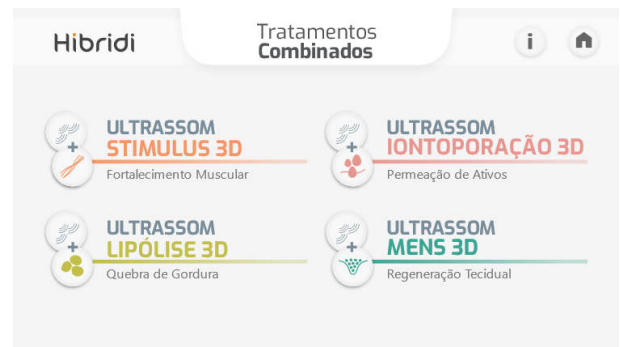 Hibridi
Tratamentos
Combinados
i
ULTRASSOM
STIMULUS 3D
Fortalecimento Muscular
ULTRASSOM
IONTOPORAÇÃO 3D
Permeação de Ativos
ULTRASSOM
LIPÓLISE 3D
Quebra de Gordura
ULTRASSOM
MENS 3D
Regeneração Tecidual